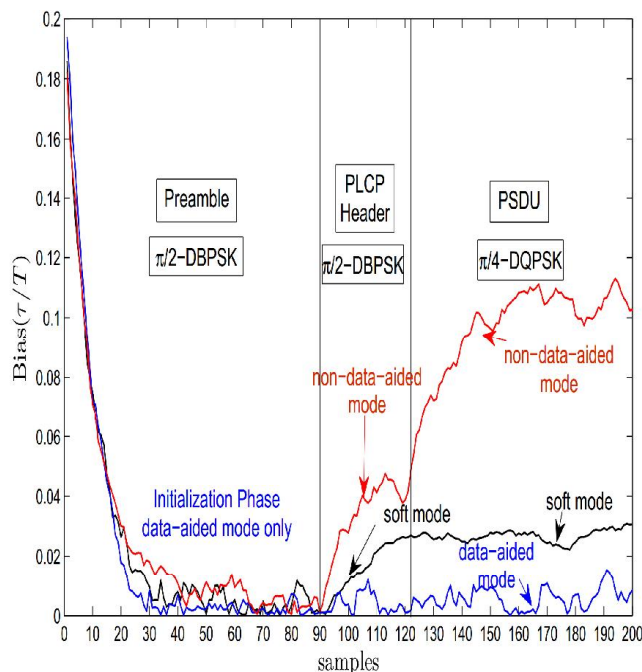 0.2
0.18
0.16
0.14
0.12
0.1
0.08
0.06
0.04
0.02
0
Bias(τ/T)
Preamble
π/2-DBPSK
PLCP
Header
π/2-DBPSK
PSDU
π/4-DQPSK
non-data-aided
mode
non-data-aided
mode
Initialization Phase
data-aided mode only
soft mode
soft mode
data-aided
mode
0 10 20 30 40 50 60 70 80 90 100 110 120 130 140 150 160 170 180 190 200
samples